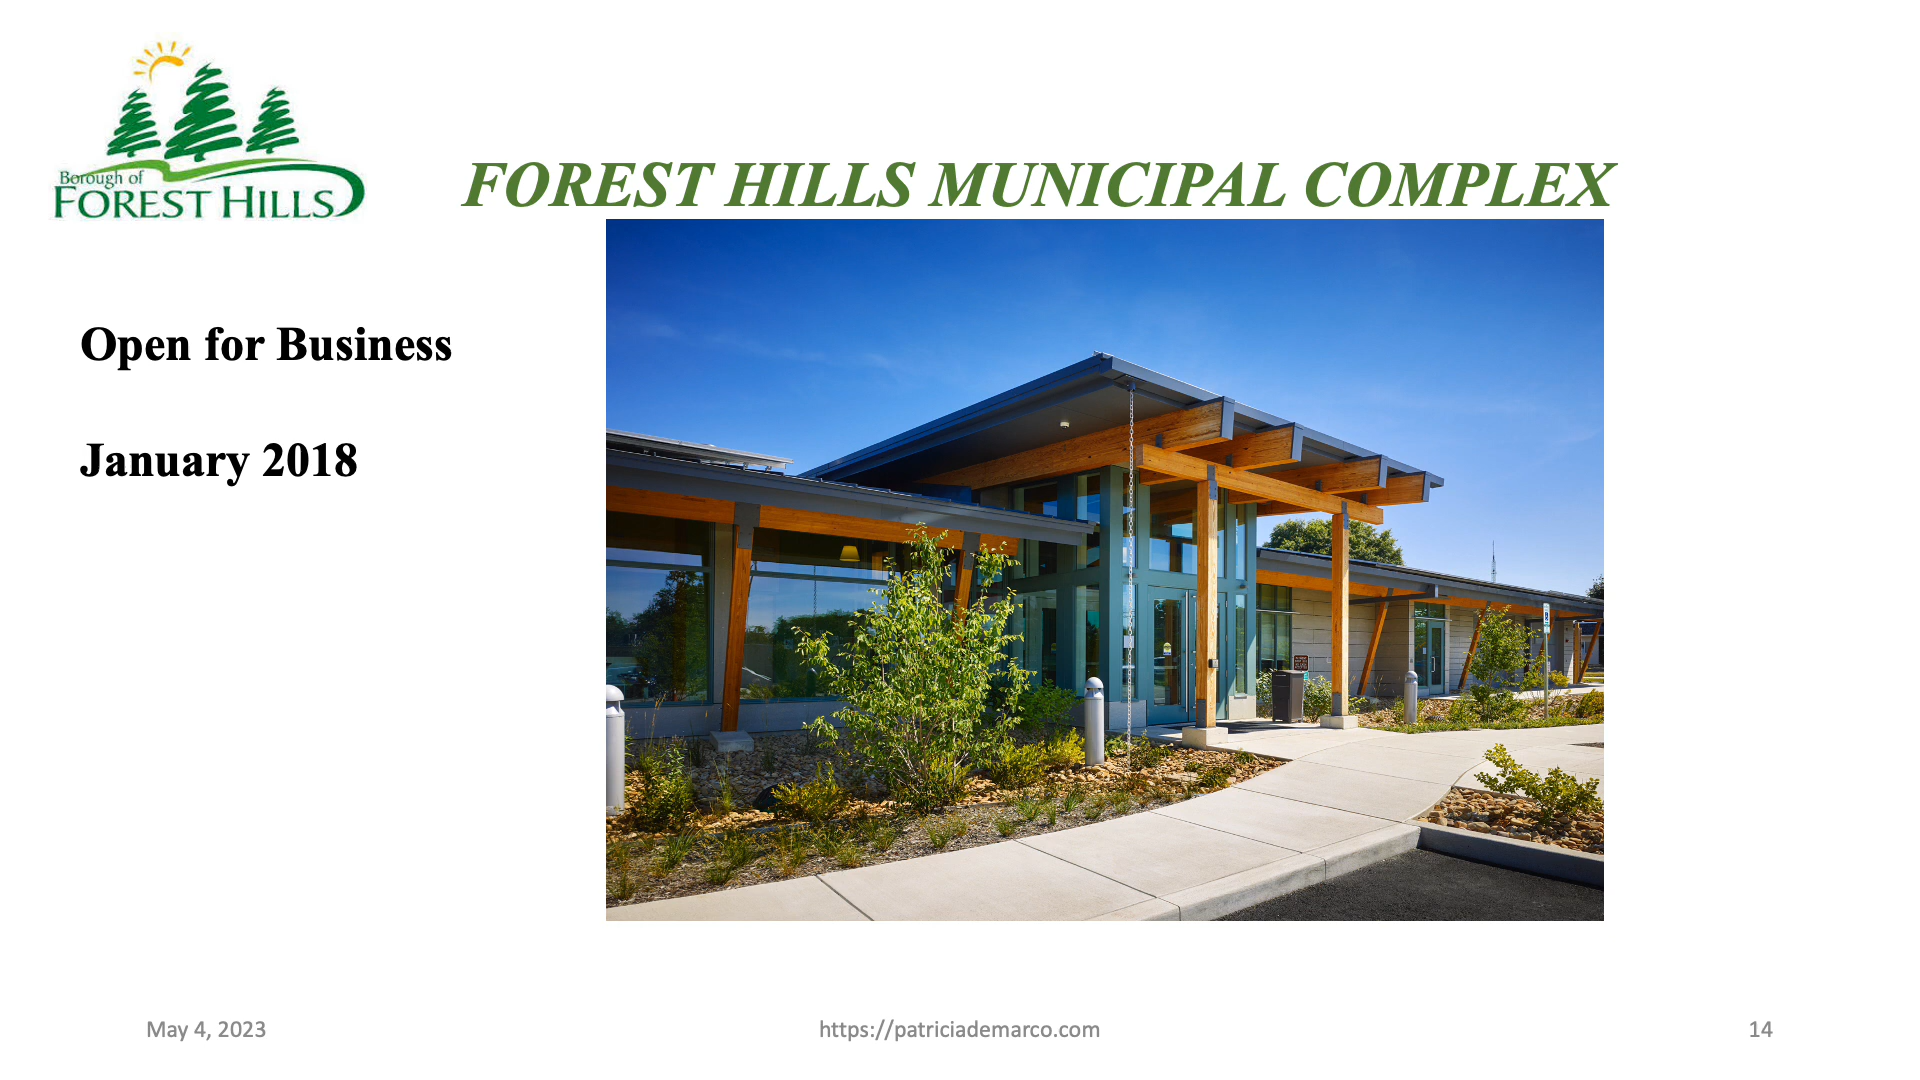 Borough of
FOREST HILLS
FOREST HILLS MUNICIPAL COMPLEX
Open for Business
January 2018
May 4, 2023
https://patriciademarco.com
14